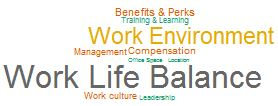 Benefits & Perks
Training & Learning
Work Environment
Management Compensation
Office Space Location
Work Life Balance
Work culture Leadership